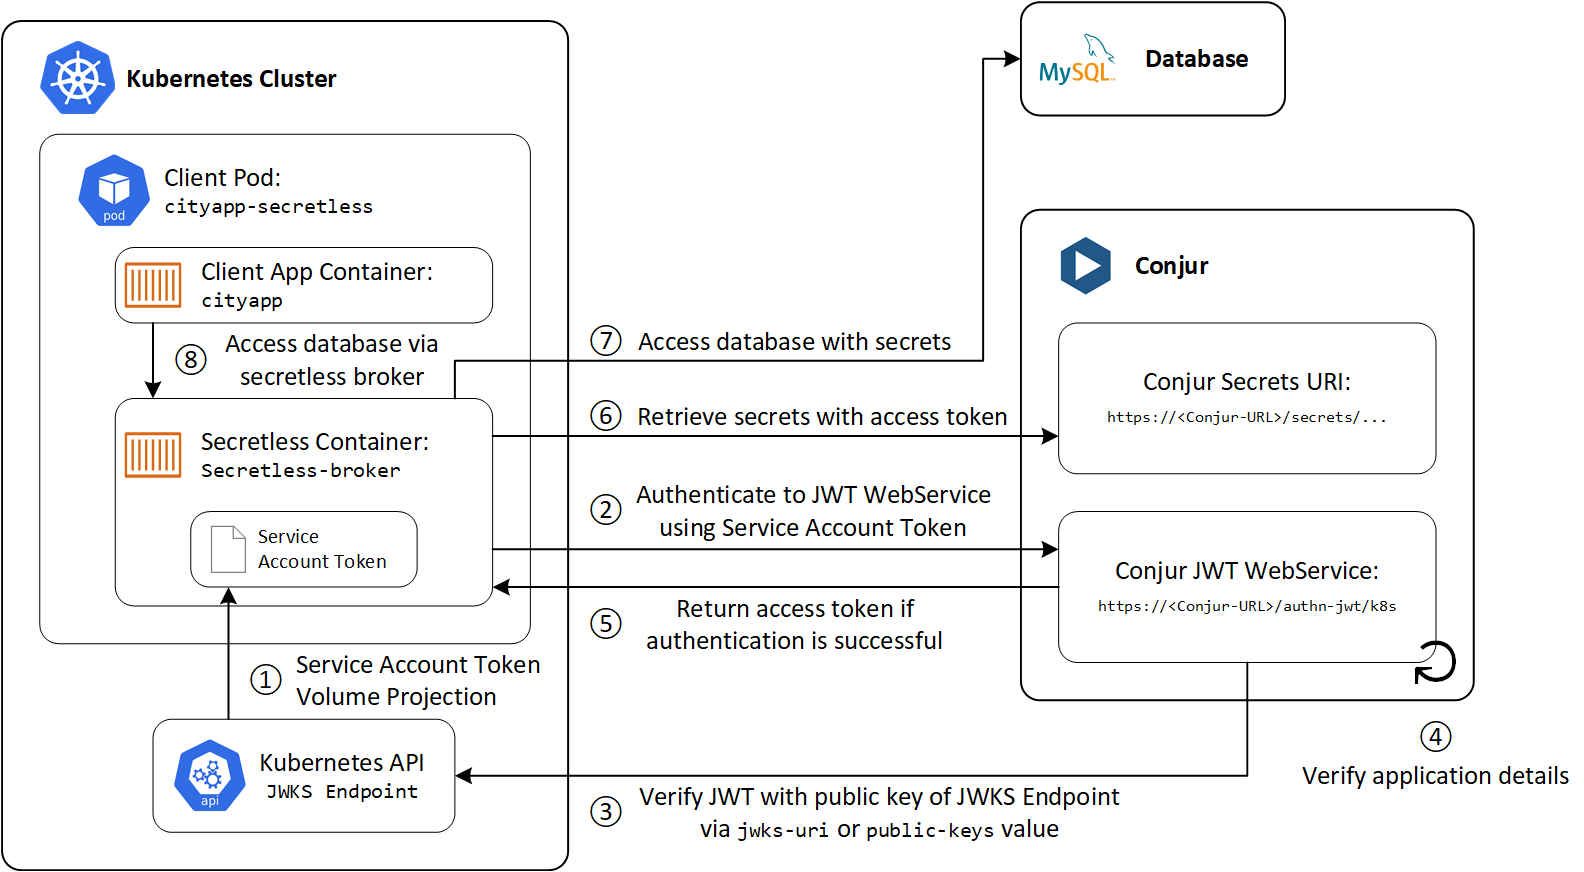 Kubernetes Cluster
Client Pod:
cityapp-secretless
pod
Client App Container:
cityapp
⑧
Access database via
secretless broker
Secretless Container:
Secretless-broker
Service
Account Token
①
Service Account Token
Volume Projection
Kubernetes API
JWKS Endpoint
api
MySQL™
Database
⑦ Access database with secrets
⑥ Retrieve secrets with access token
②
Authenticate to JWT WebService
using Service Account Token
⑤
Return access token if
authentication is successful
③
Verify JWT with public key of JWKS Endpoint
via jwks-uri or public-keys value
Conjur
Conjur Secrets URI:
https://<Conjur-URL>/secrets/...
Conjur JWT WebService:
https://<Conjur-URL>/authn-jwt/k8s
④
Verify application details